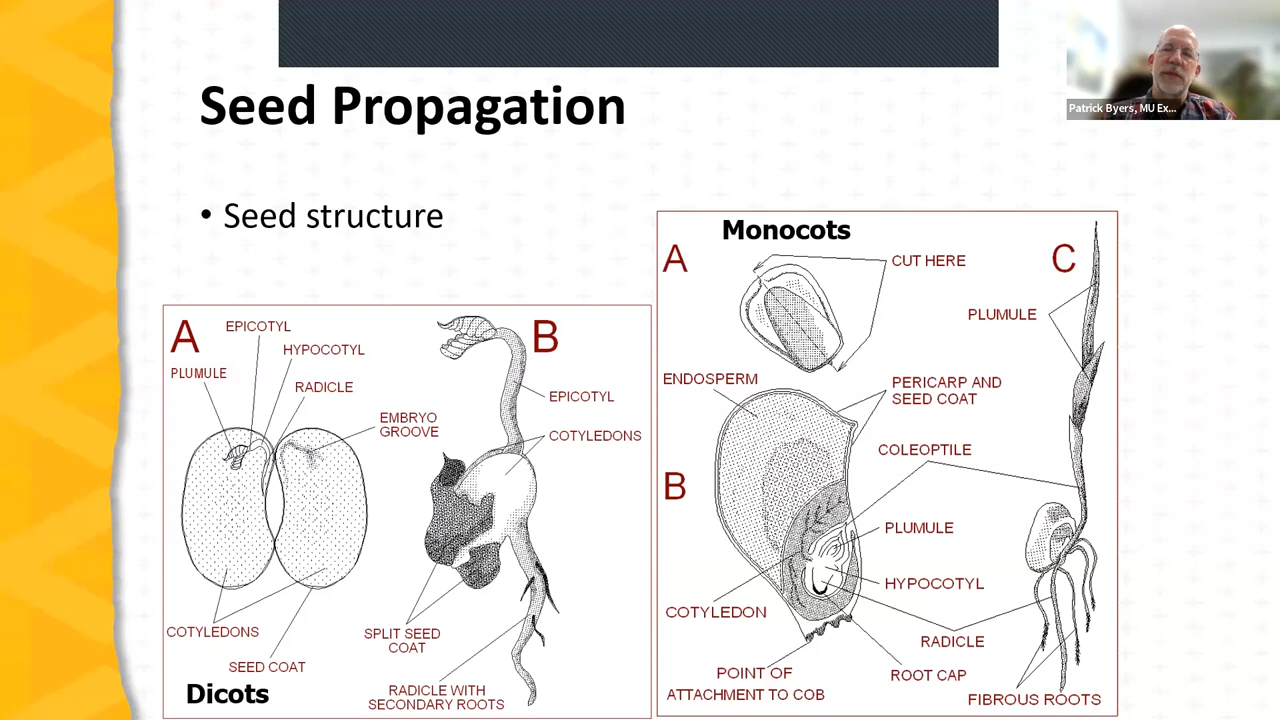 Patrick Byers, MU Ex...
Seed Propagation
• Seed structure
A
EPICOTYL
HYPOCOTYL
PLUMULE
RADICLE
EMBRYO
GROOVE
COTYLEDONS
SEED COAT
Dicots
B
EPICOTYL
COTYLEDONS
SPLIT SEED
COAT
RADICLE WITH
SECONDARY ROOTS
Monocots
A
CUT HERE
C
PLUMULE
ENDOSPERM
PERICARP AND
SEED COAT
COLEOPTILE
B
PLUMULE
HYPOCOTYL
COTYLEDON
RADICLE
POINT OF
ATTACHMENT TO COB
ROOT CAP
FIBROUS ROOTS